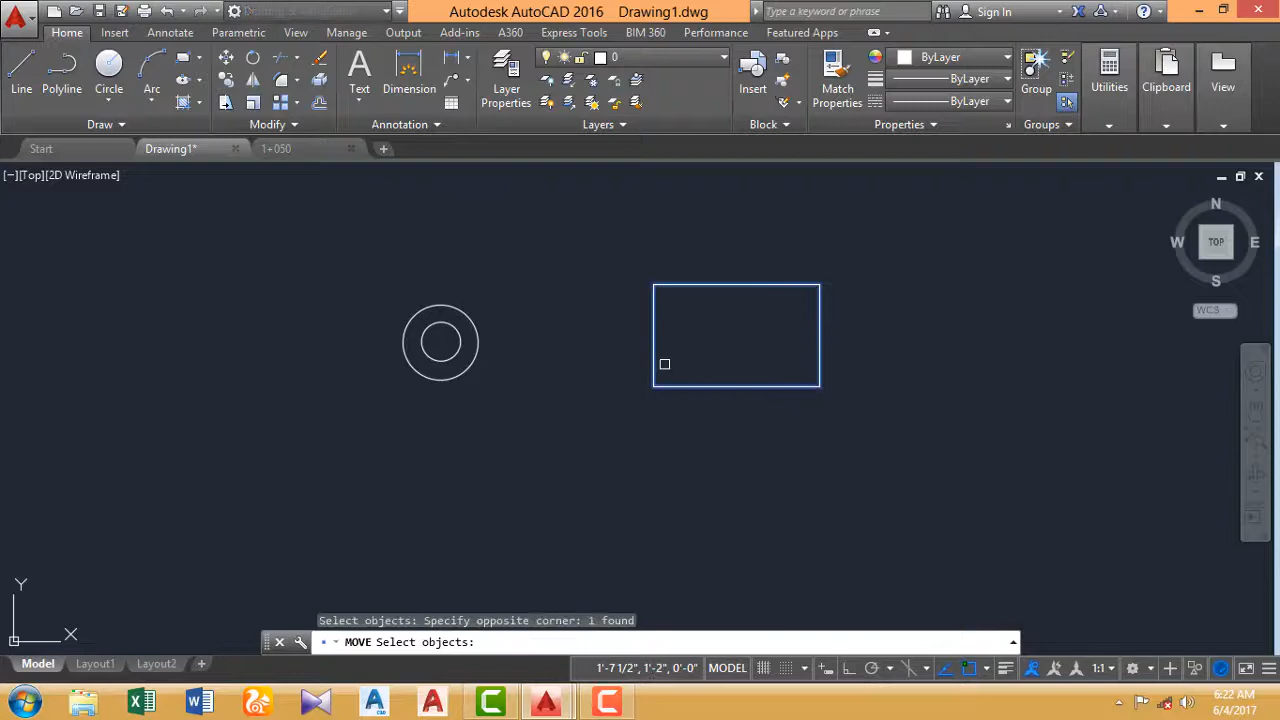 Drafting & Annotation
Autodesk AutoCAD 2016 Drawing1.dwg
Type a keyword or phrase
Sign In
Home Insert Annotate Parametric View Manage Output Add-ins A360 Express Tools BIM 360 Performance Featured Apps
Line Polyline Circle Arc
Text Dimension
Layer Properties
0
Insert
Match Properties
ByLayer
ByLayer
ByLayer
Group
Utilities Clipboard View
Draw Modify Annotation Layers Block Properties Groups
Start Drawing1* 1+050
[−][Top][2D Wireframe]
N
W TOP E
S
WCS
Y
X
Select objects: Specify opposite corner: 1 found
MOVE Select objects:
Model Layout1 Layout2 +
1'-7 1/2", 1'-2", 0'-0" MODEL 1:1
6:22 AM
6/4/2017